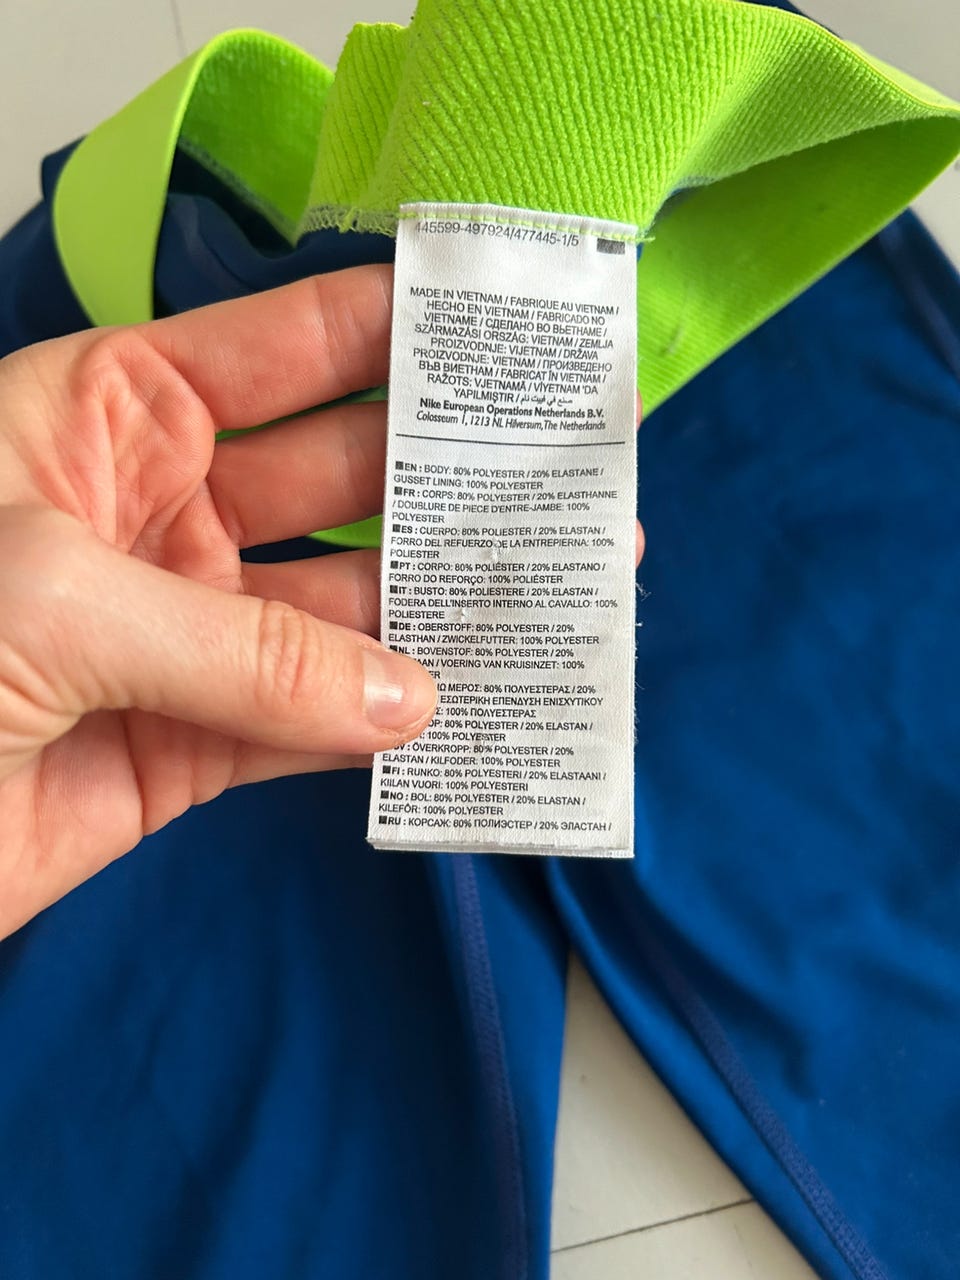 445599-497924/477445-1/5
MADE IN VIETNAM / FABRIQUE AU VIETNAM /
HECHO EN VIETNAM / FABRICADO NO
VIETNAME / СДЕЛАНО ВО ВЬЕТНАМЕ /
SZÁRMAZÁSI ORSZÁG: VIETNAM / ZEMLJA
PROIZVODNJE: VIJETNAM / DRŽAVA
PROIZVODNJE: VIETNAM / ПРОИЗВЕДЕНО
ВЪВ ВИЕТНАМ / FABRICAT ÎN VIETNAM /
RAŽOTS: VJETNAMĀ / VİYETNAM 'DA
YAPILMIŞTIR / صنع في فييت نام
Nike European Operations Netherlands B.V.
Colosseum 1, 1213 NL Hilversum, The Netherlands
EN : BODY: 80% POLYESTER / 20% ELASTANE /
GUSSET LINING: 100% POLYESTER
FR : CORPS: 80% POLYESTER / 20% ELASTHANNE
/ DOUBLURE DE PIECE D'ENTRE-JAMBE: 100%
POLYESTER
ES : CUERPO: 80% POLIESTER / 20% ELASTAN /
FORRO DEL REFUERZO DE LA ENTREPIERNA: 100%
POLIESTER
PT : CORPO: 80% POLIÉSTER / 20% ELASTANO /
FORRO DO REFORÇO: 100% POLIÉSTER
IT : BUSTO: 80% POLIESTERE / 20% ELASTAN /
FODERA DELL'INSERTO INTERNO AL CAVALLO: 100%
POLIESTERE
DE : OBERSTOFF: 80% POLYESTER / 20%
ELASTHAN / ZWICKELFUTTER: 100% POLYESTER
NL : BOVENSTOF: 80% POLYESTER / 20%
/ VOERING VAN KRUISINZET: 100%
ΜΕΡΟΣ: 80% ΠΟΛΥΕΣΤΕΡΑΣ / 20%
ΕΣΩΤΕΡΙΚΗ ΕΠΕΝΔΥΣΗ ΕΝΙΣΧΥΤΙΚΟΥ
100% ΠΟΛΥΕΣΤΕΡΑΣ
80% POLYESTER / 20% ELASTAN /
100% POLYESTER
SV : ÖVERKROPP: 80% POLYESTER / 20%
ELASTAN / KILFODER: 100% POLYESTER
FI : RUNKO: 80% POLYESTERI / 20% ELASTAANI /
KIILAN VUORI: 100% POLYESTERI
NO : BOL: 80% POLYESTER / 20% ELASTAN /
KILEFÔR: 100% POLYESTER
RU : КОРСАЖ: 80% ПОЛИЭСТЕР / 20% ЭЛАСТАН /